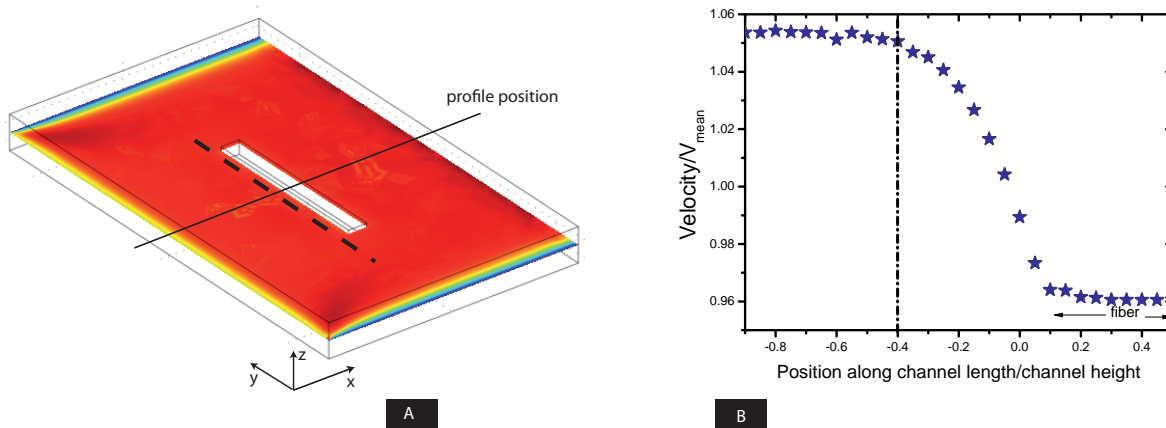 profile position
z
y
x
A
Velocity/Vmean
1.06
1.04
1.02
1.00
0.98
0.96
fiber
-0.8 -0.6 -0.4 -0.2 0.0 0.2 0.4
Position along channel length/channel height
B